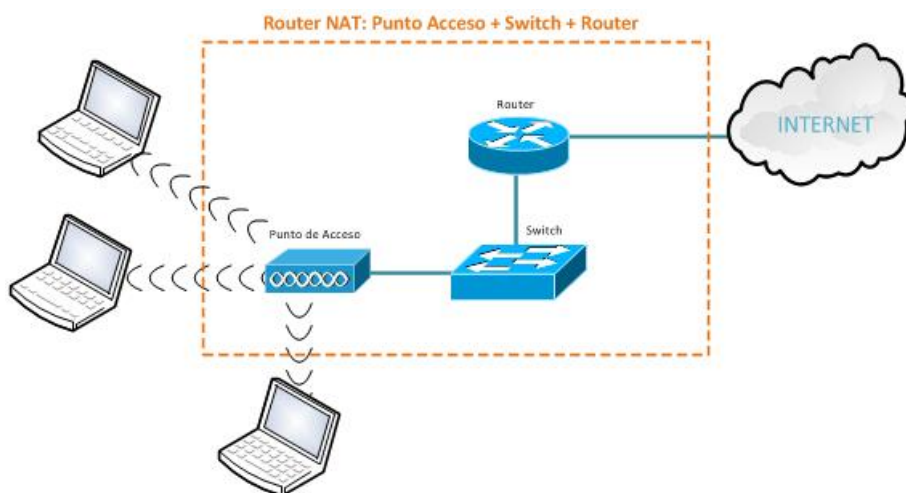 Router NAT: Punto Acceso + Switch + Router
Router
INTERNET
Punto de Acceso
Switch